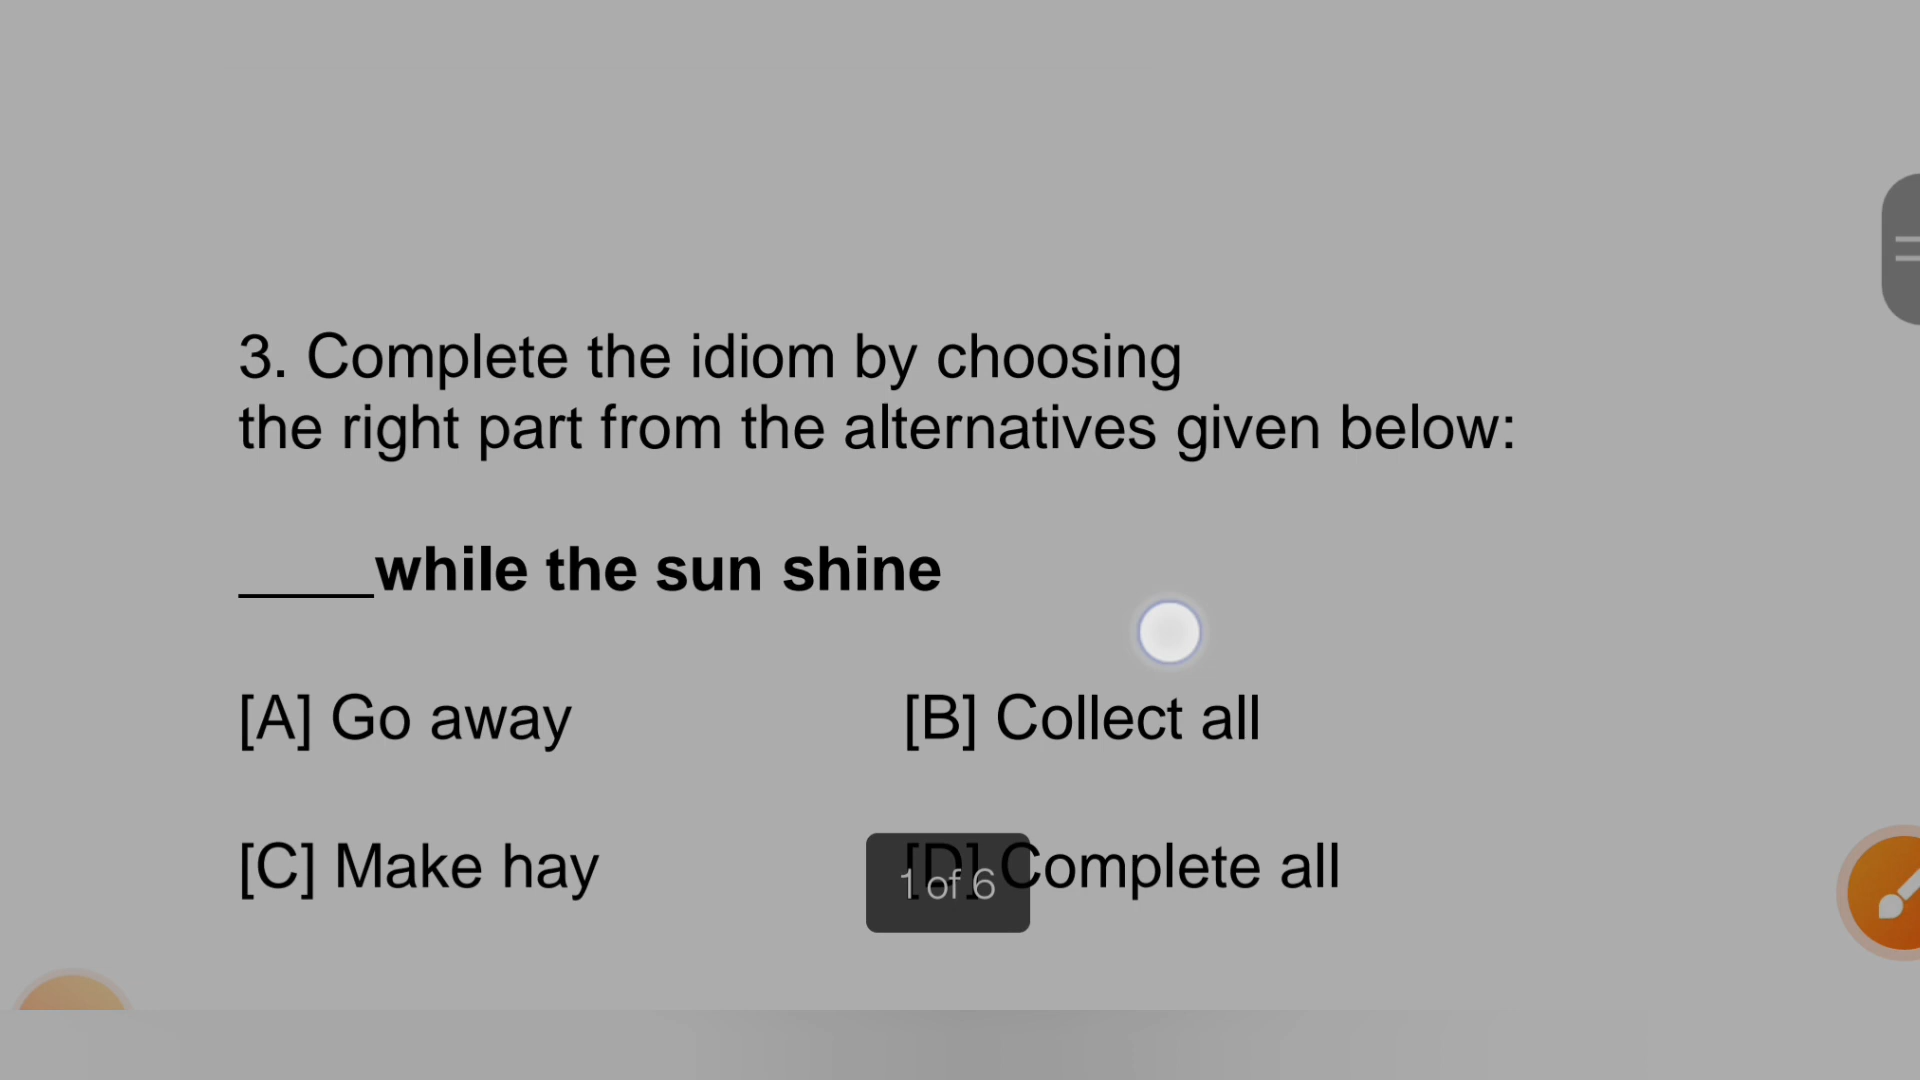 3. Complete the idiom by choosing
the right part from the alternatives given below:
_____while the sun shine
[A] Go away [B] Collect all
[C] Make hay [D] Complete all
1 of 6